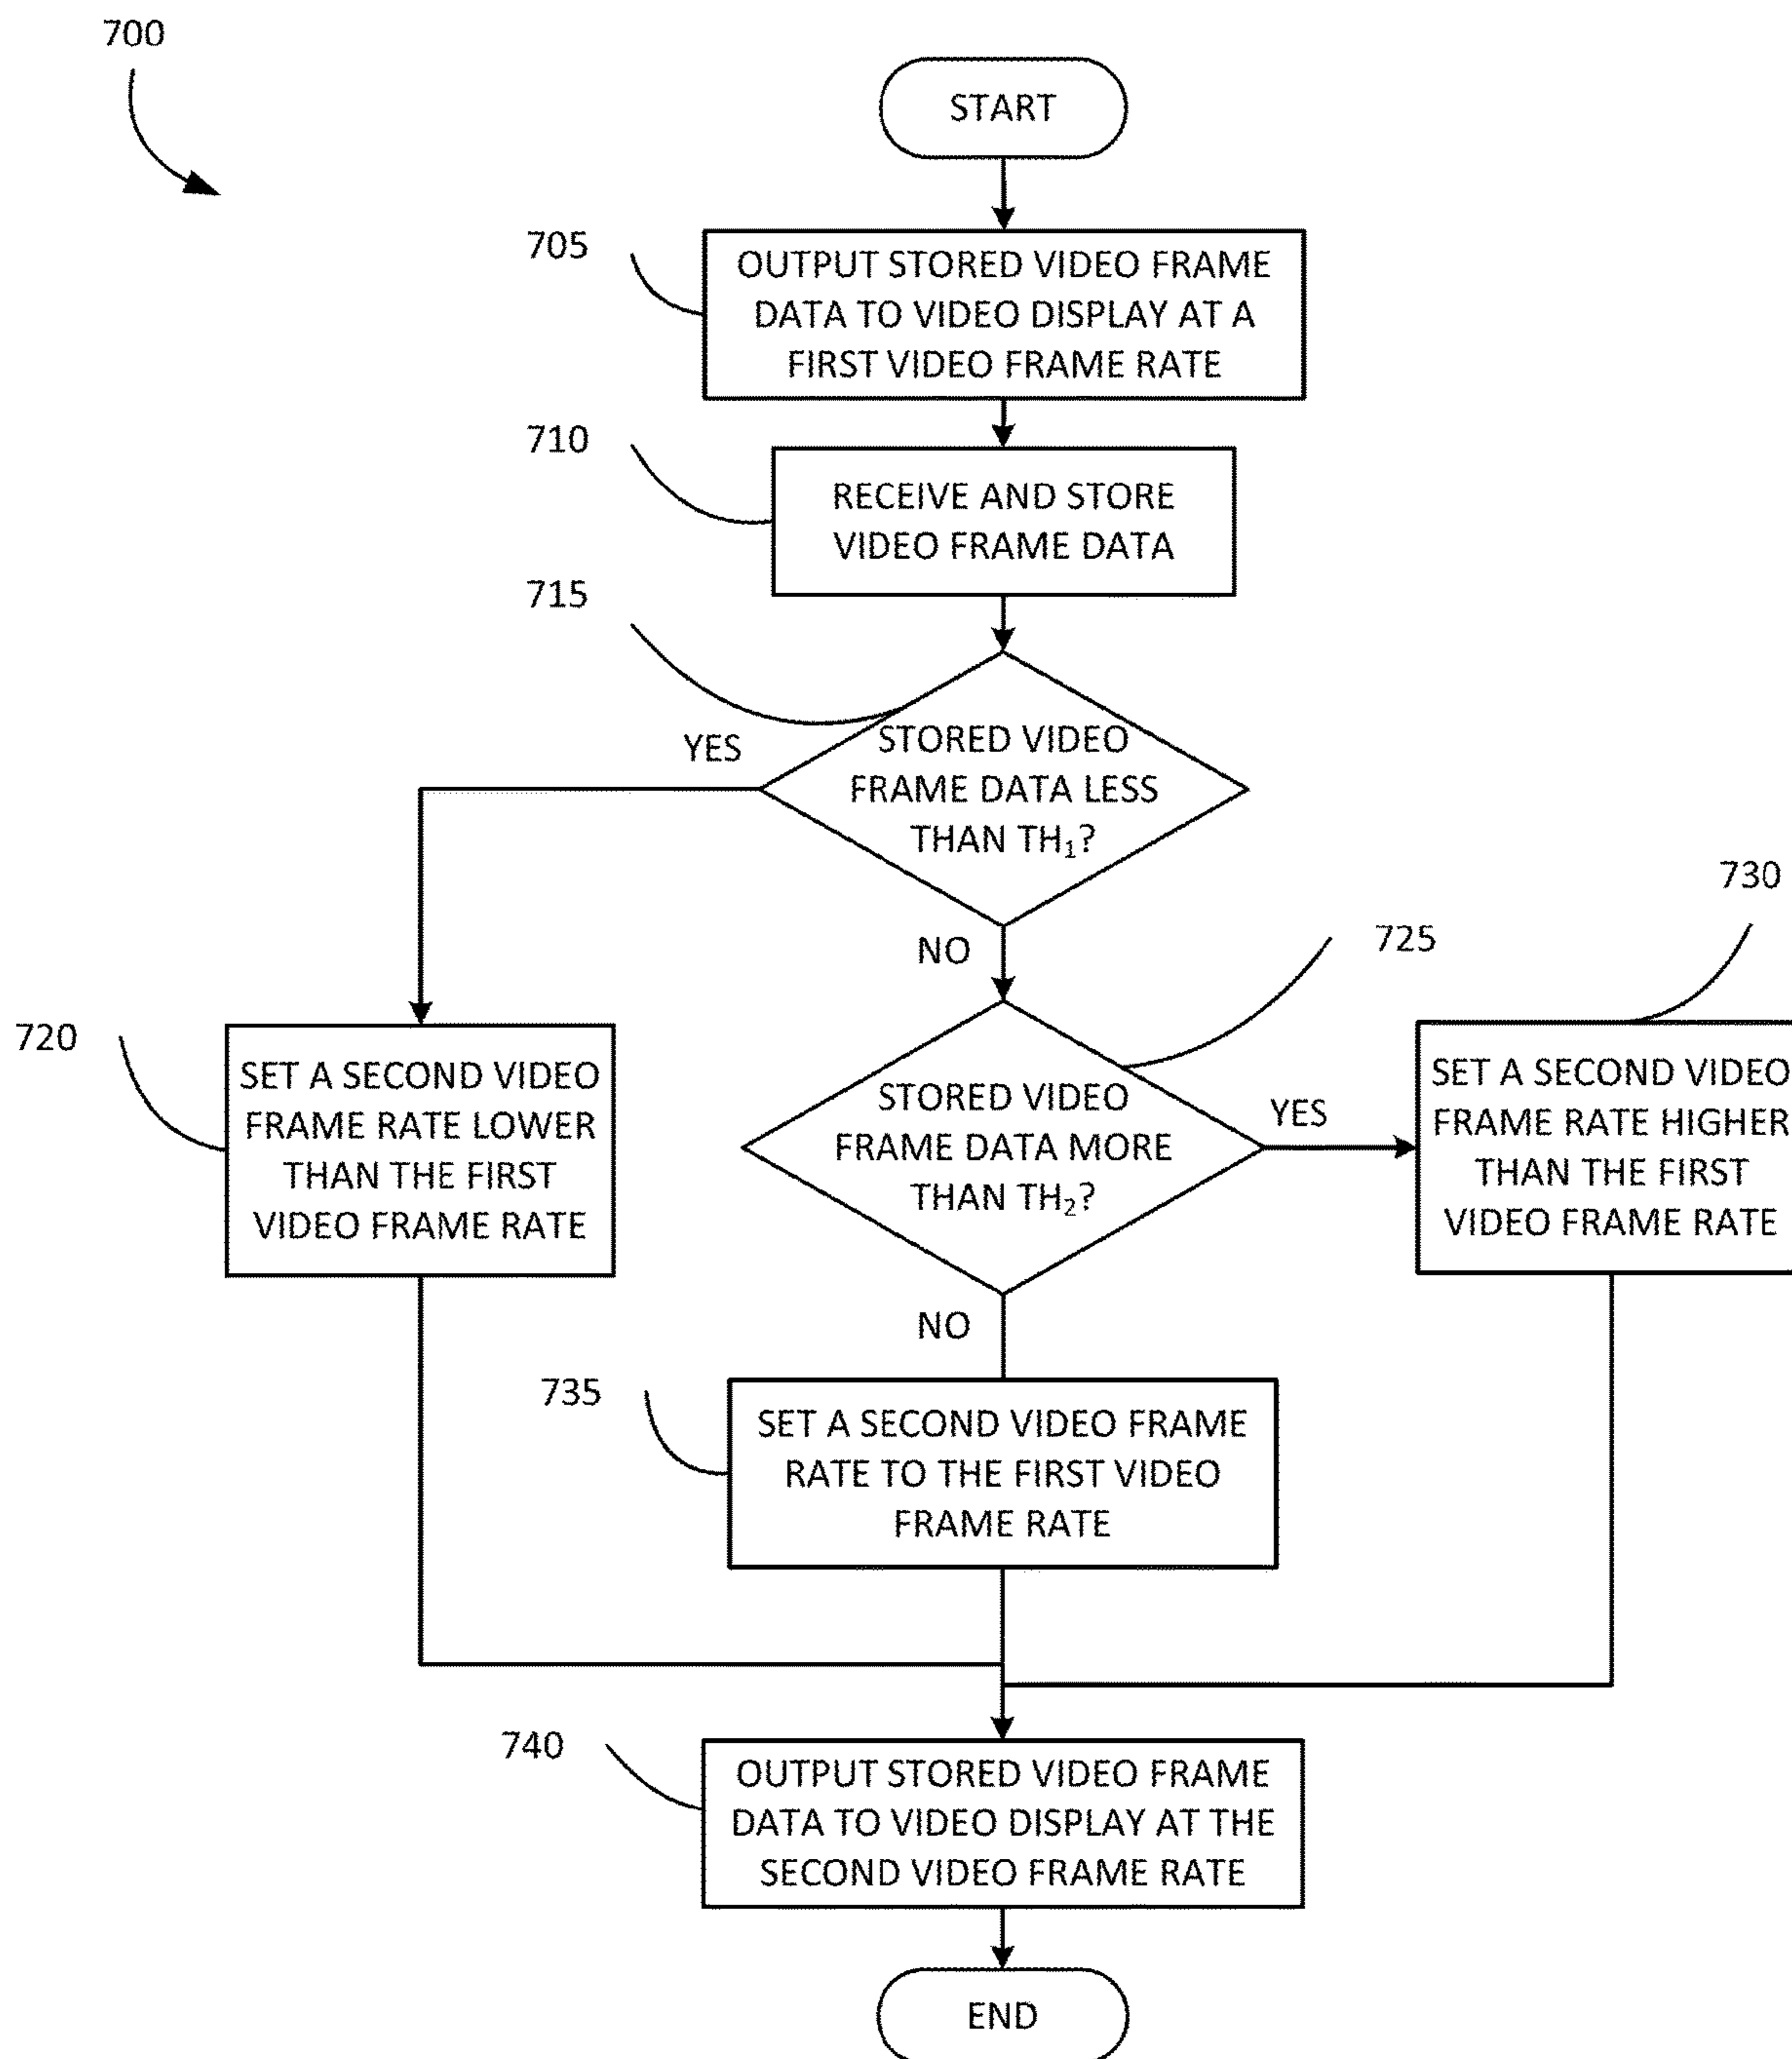 700
START
705
OUTPUT STORED VIDEO FRAME
DATA TO VIDEO DISPLAY AT A
FIRST VIDEO FRAME RATE
710
RECEIVE AND STORE
VIDEO FRAME DATA
715
STORED VIDEO
FRAME DATA LESS
THAN TH₁?
YES
NO
720
SET A SECOND VIDEO
FRAME RATE LOWER
THAN THE FIRST
VIDEO FRAME RATE
725
STORED VIDEO
FRAME DATA MORE
THAN TH₂?
YES
730
SET A SECOND VIDEO
FRAME RATE HIGHER
THAN THE FIRST
VIDEO FRAME RATE
NO
735
SET A SECOND VIDEO FRAME
RATE TO THE FIRST VIDEO
FRAME RATE
740
OUTPUT STORED VIDEO FRAME
DATA TO VIDEO DISPLAY AT THE
SECOND VIDEO FRAME RATE
END